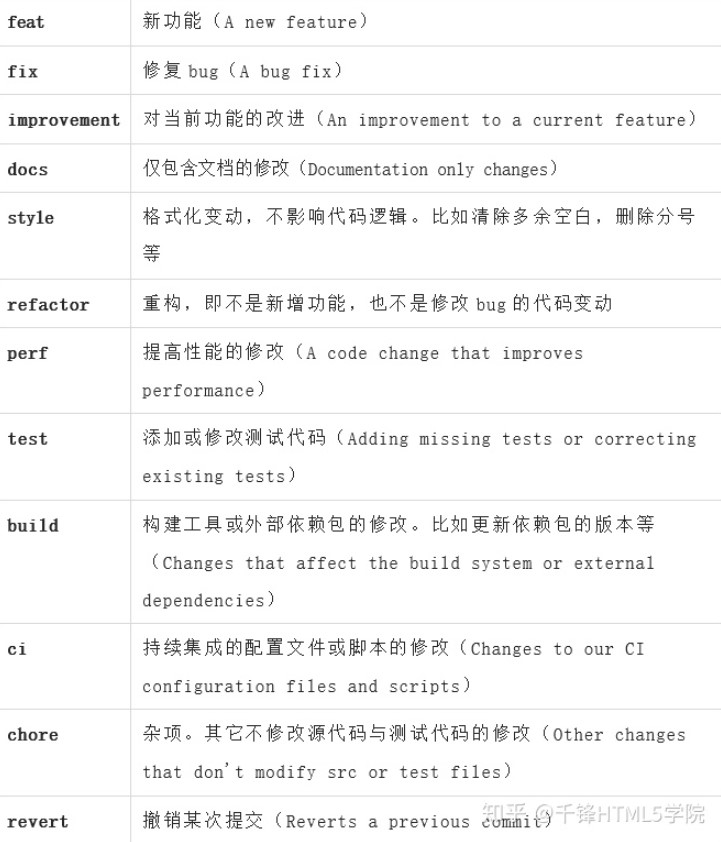 feat 新功能（A new feature）
fix 修复 bug（A bug fix）
improvement 对当前功能的改进（An improvement to a current feature）
docs 仅包含文档的修改（Documentation only changes）
style 格式化变动，不影响代码逻辑。比如清除多余空白，删除分号
等
refactor 重构，即不是新增功能，也不是修改 bug 的代码变动
perf 提高性能的修改（A code change that improves
performance）
test 添加或修改测试代码（Adding missing tests or correcting
existing tests）
build 构建工具或外部依赖包的修改。比如更新依赖包的版本等
（Changes that affect the build system or external
dependencies）
ci 持续集成的配置文件或脚本的修改（Changes to our CI
configuration files and scripts）
chore 杂项。其它不修改源代码与测试代码的修改（Other changes
that don't modify src or test files）
revert 撤销某次提交（Reverts a previous commit）
知乎 @千锋HTML5学院